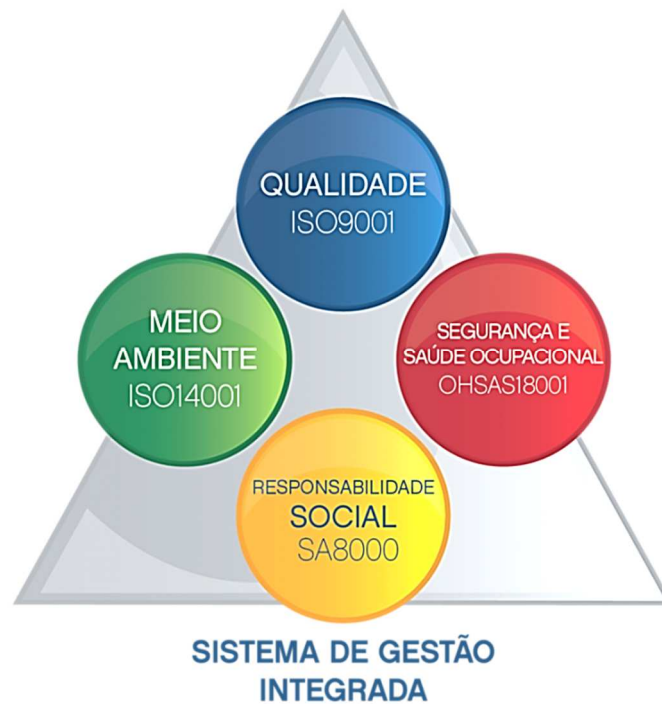 QUALIDADE
ISO9001
MEIO
AMBIENTE
ISO14001
SEGURANÇA E
SAÚDE OCUPACIONAL
OHSAS18001
RESPONSABILIDADE
SOCIAL
SA8000
SISTEMA DE GESTÃO
INTEGRADA